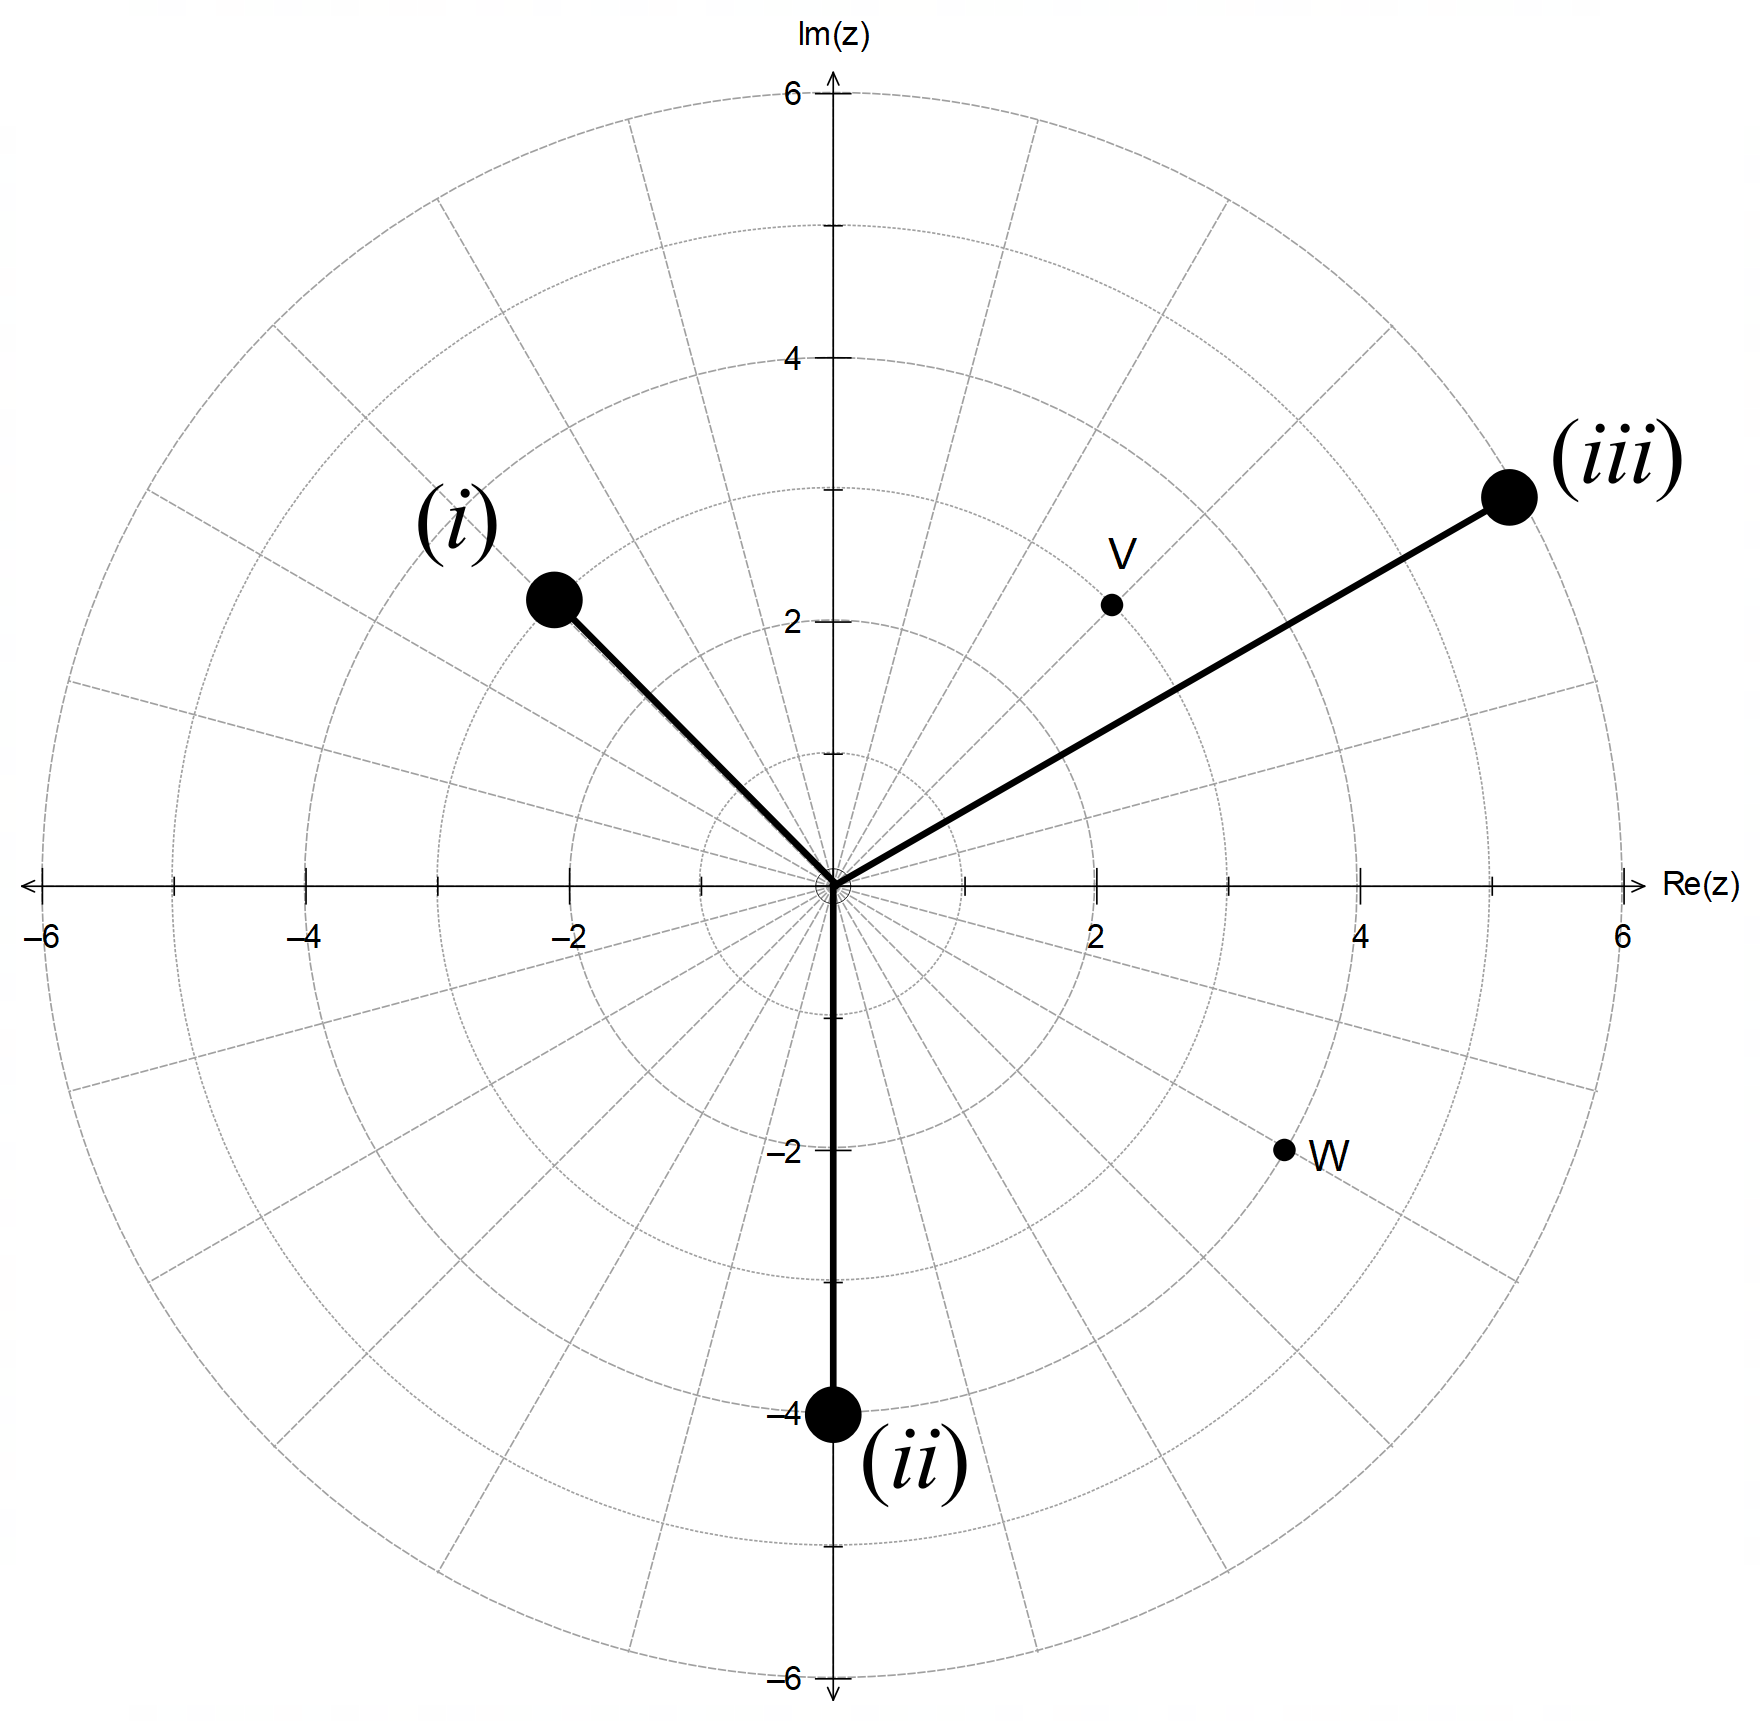 Im(z)
6
(iii)
4
(i)
V
2
Re(z)
–6 –4 –2 2 4 6
–2 W
–4
(ii)
–6